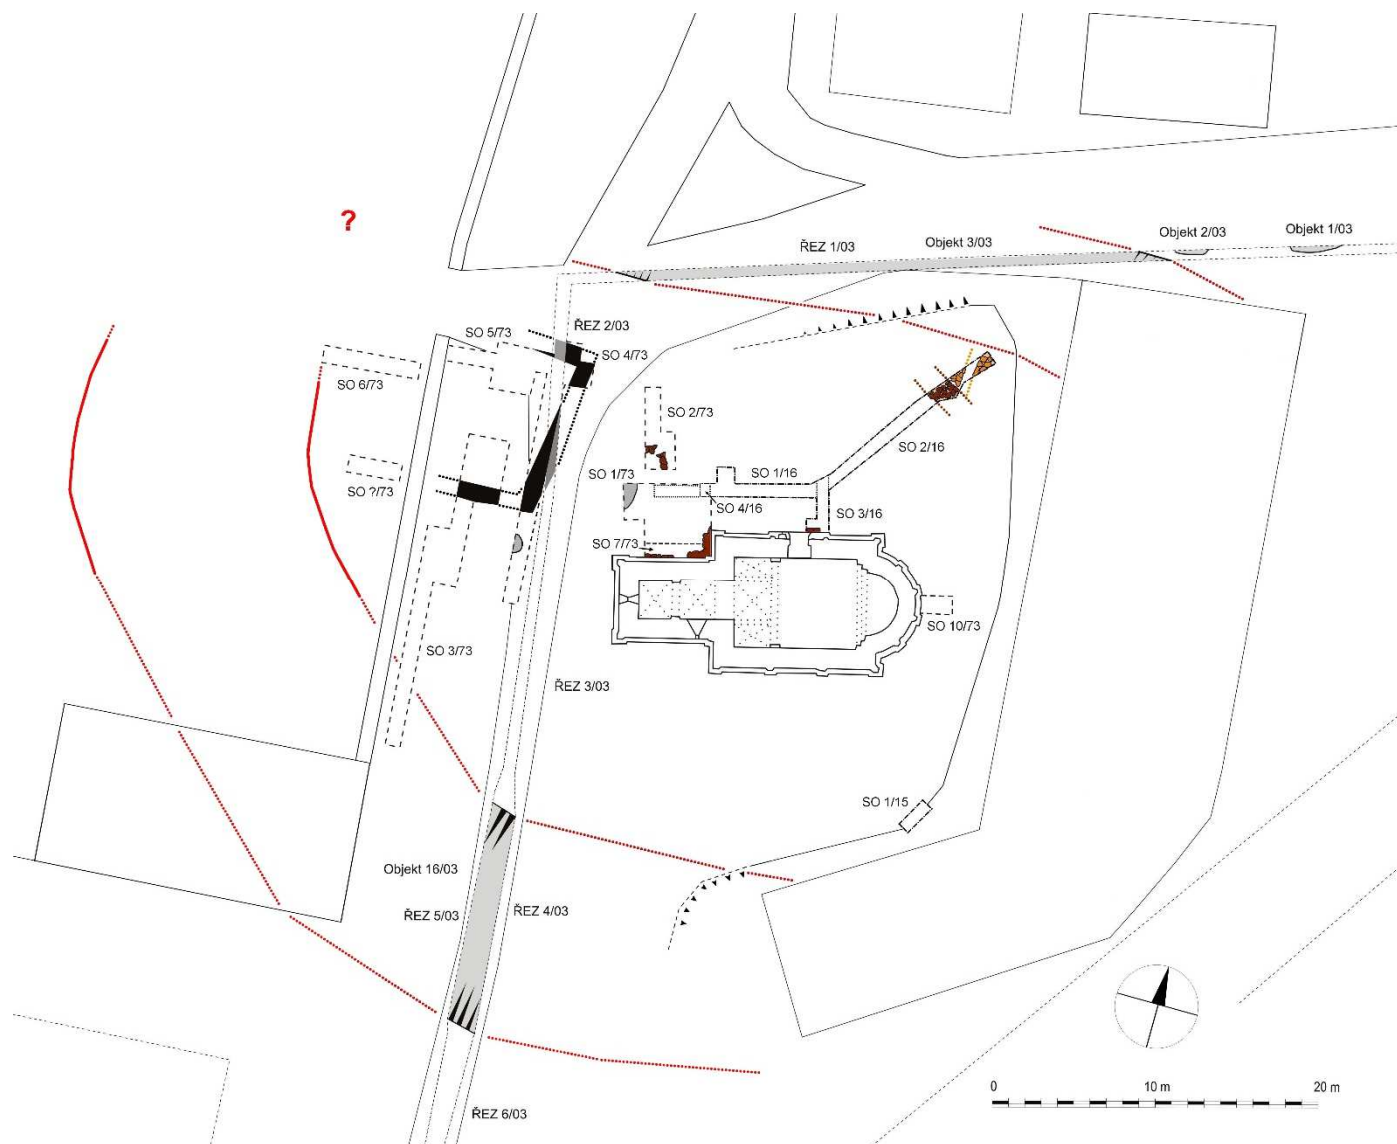 ?
Objekt 2/03
Objekt 1/03
ŘEZ 1/03
Objekt 3/03
SO 5/73
ŘEZ 2/03
SO 4/73
SO 6/73
SO 2/73
SO 2/16
SO ?/73
SO 1/73
SO 1/16
SO 4/16
SO 3/16
SO 7/73
SO 10/73
SO 3/73
ŘEZ 3/03
SO 1/15
Objekt 16/03
ŘEZ 5/03
ŘEZ 4/03
0
10 m
20 m
ŘEZ 6/03